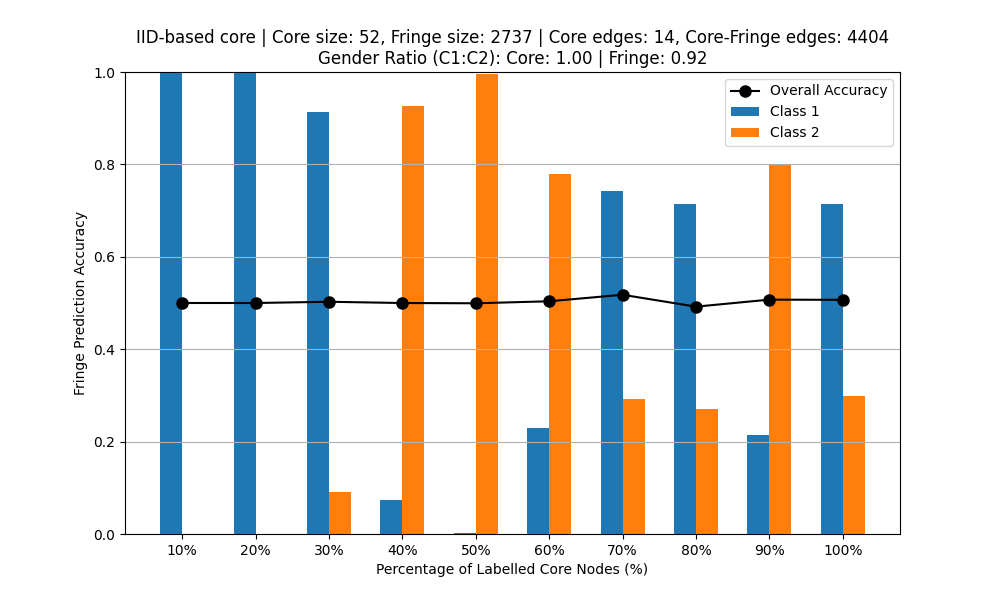 IID-based core | Core size: 52, Fringe size: 2737 | Core edges: 14, Core-Fringe edges: 4404
Gender Ratio (C1:C2): Core: 1.00 | Fringe: 0.92
Overall Accuracy
Class 1
Class 2
Fringe Prediction Accuracy
1.0
0.8
0.6
0.4
0.2
0.0
10% 20% 30% 40% 50% 60% 70% 80% 90% 100%
Percentage of Labelled Core Nodes (%)